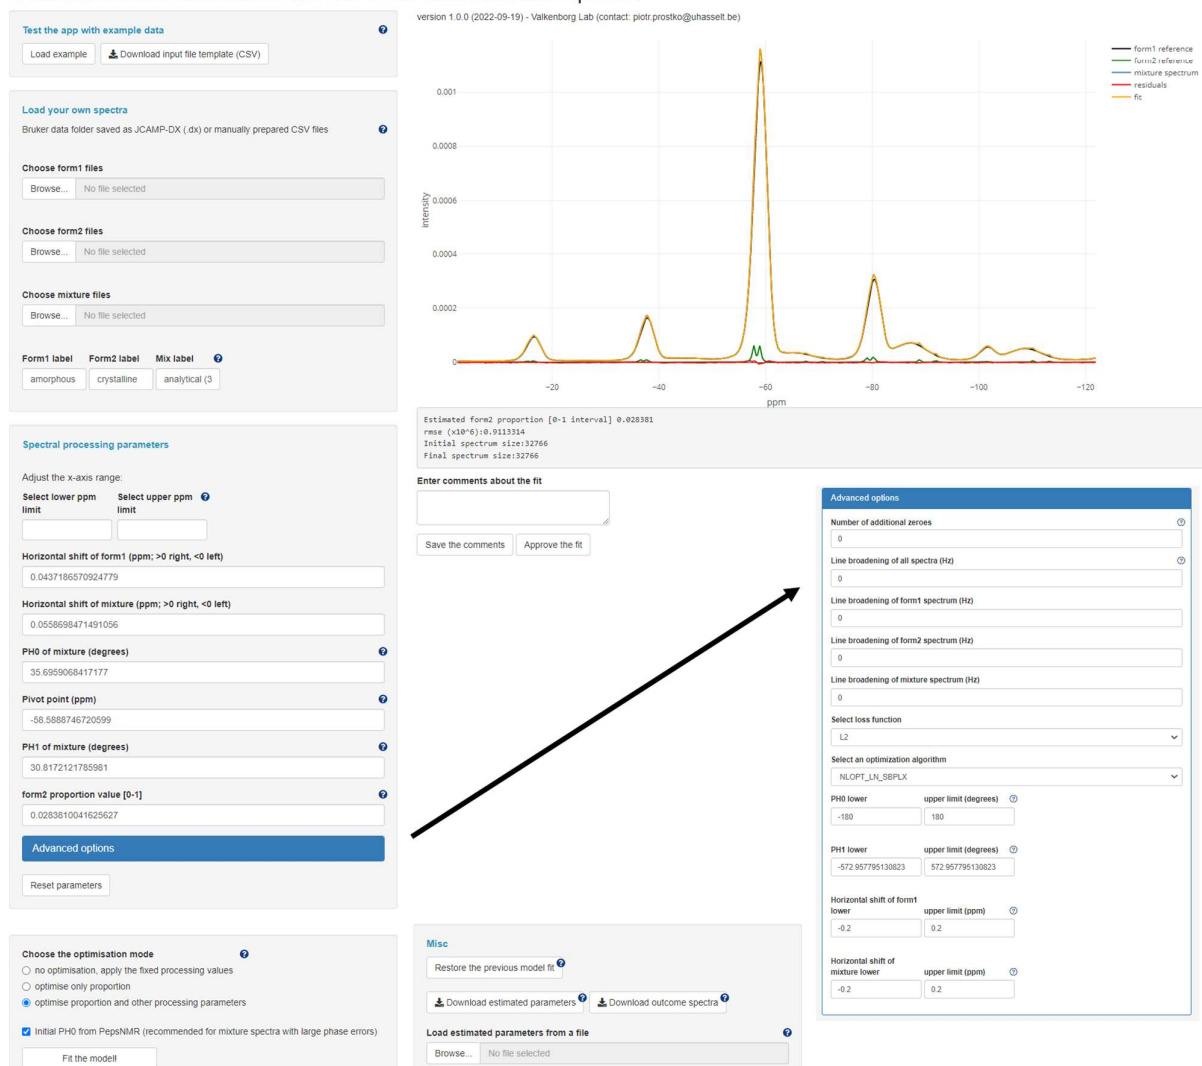 version 1.0.0 (2022-09-19) - Valkenborg Lab (contact: piotr.prostko@uhasselt.be)
Test the app with example data
Load example
Download input file template (CSV)
Load your own spectra
Bruker data folder saved as JCAMP-DX (.dx) or manually prepared CSV files
Choose form1 files
Browse... No file selected
Choose form2 files
Browse... No file selected
Choose mixture files
Browse... No file selected
Form1 label Form2 label Mix label
amorphous crystalline analytical (3
Spectral processing parameters
Adjust the x-axis range:
Select lower ppm limit
Select upper ppm limit
Horizontal shift of form1 (ppm; >0 right, <0 left)
0.0437186570924779
Horizontal shift of mixture (ppm; >0 right, <0 left)
0.0558698471491056
PH0 of mixture (degrees)
35.6959068417177
Pivot point (ppm)
-58.5888746720599
PH1 of mixture (degrees)
30.8172121785981
form2 proportion value [0-1]
0.0283810041625627
Advanced options
Reset parameters
Choose the optimisation mode
no optimisation, apply the fixed processing values
optimise only proportion
optimise proportion and other processing parameters
Initial PH0 from PepsNMR (recommended for mixture spectra with large phase errors)
Fit the model!
form1 reference
form2 reference
mixture spectrum
residuals
fit
intensity
0.001
0.0008
0.0006
0.0004
0.0002
0
−20 −40 −60 −80 −100 −120
ppm
Estimated form2 proportion [0-1 interval] 0.028381
rmse (x10^6):0.9113314
Initial spectrum size:32766
Final spectrum size:32766
Enter comments about the fit
Save the comments
Approve the fit
Advanced options
Number of additional zeroes
0
Line broadening of all spectra (Hz)
0
Line broadening of form1 spectrum (Hz)
0
Line broadening of form2 spectrum (Hz)
0
Line broadening of mixture spectrum (Hz)
0
Select loss function
L2
Select an optimization algorithm
NLOPT_LN_SBPLX
PH0 lower upper limit (degrees)
-180 180
PH1 lower upper limit (degrees)
-572.957795130823 572.957795130823
Horizontal shift of form1
lower upper limit (ppm)
-0.2 0.2
Horizontal shift of
mixture lower upper limit (ppm)
-0.2 0.2
Misc
Restore the previous model fit
Download estimated parameters
Download outcome spectra
Load estimated parameters from a file
Browse... No file selected